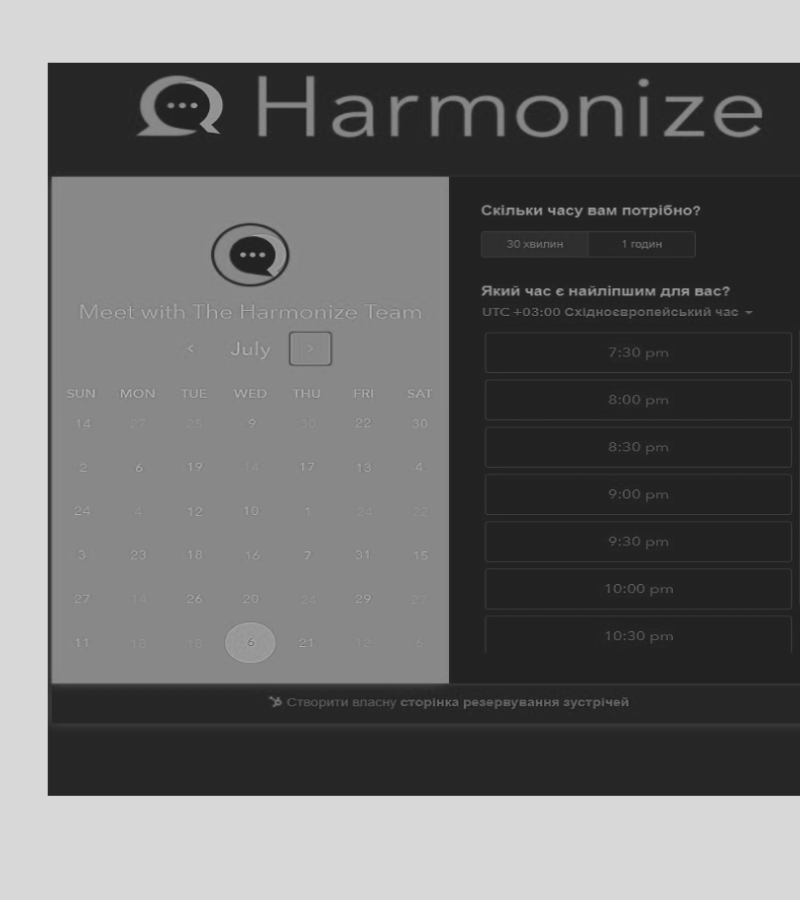 Harmonize
Meet with The Harmonize Team
< July >
SUN MON TUE WED THU FRI SAT
14 27 25 9 30 22 30
2 6 19 14 17 13 4
24 4 12 10 1 24 22
3 23 18 16 7 31 15
27 14 26 20 24 29 27
11 18 18 6 21 12 6
Скільки часу вам потрібно?
30 хвилин 1 годин
Який час є найліпшим для вас?
UTC +03:00 Східноєвропейський час
7:30 pm
8:00 pm
8:30 pm
9:00 pm
9:30 pm
10:00 pm
10:30 pm
Створити власну сторінка резервування зустрічей